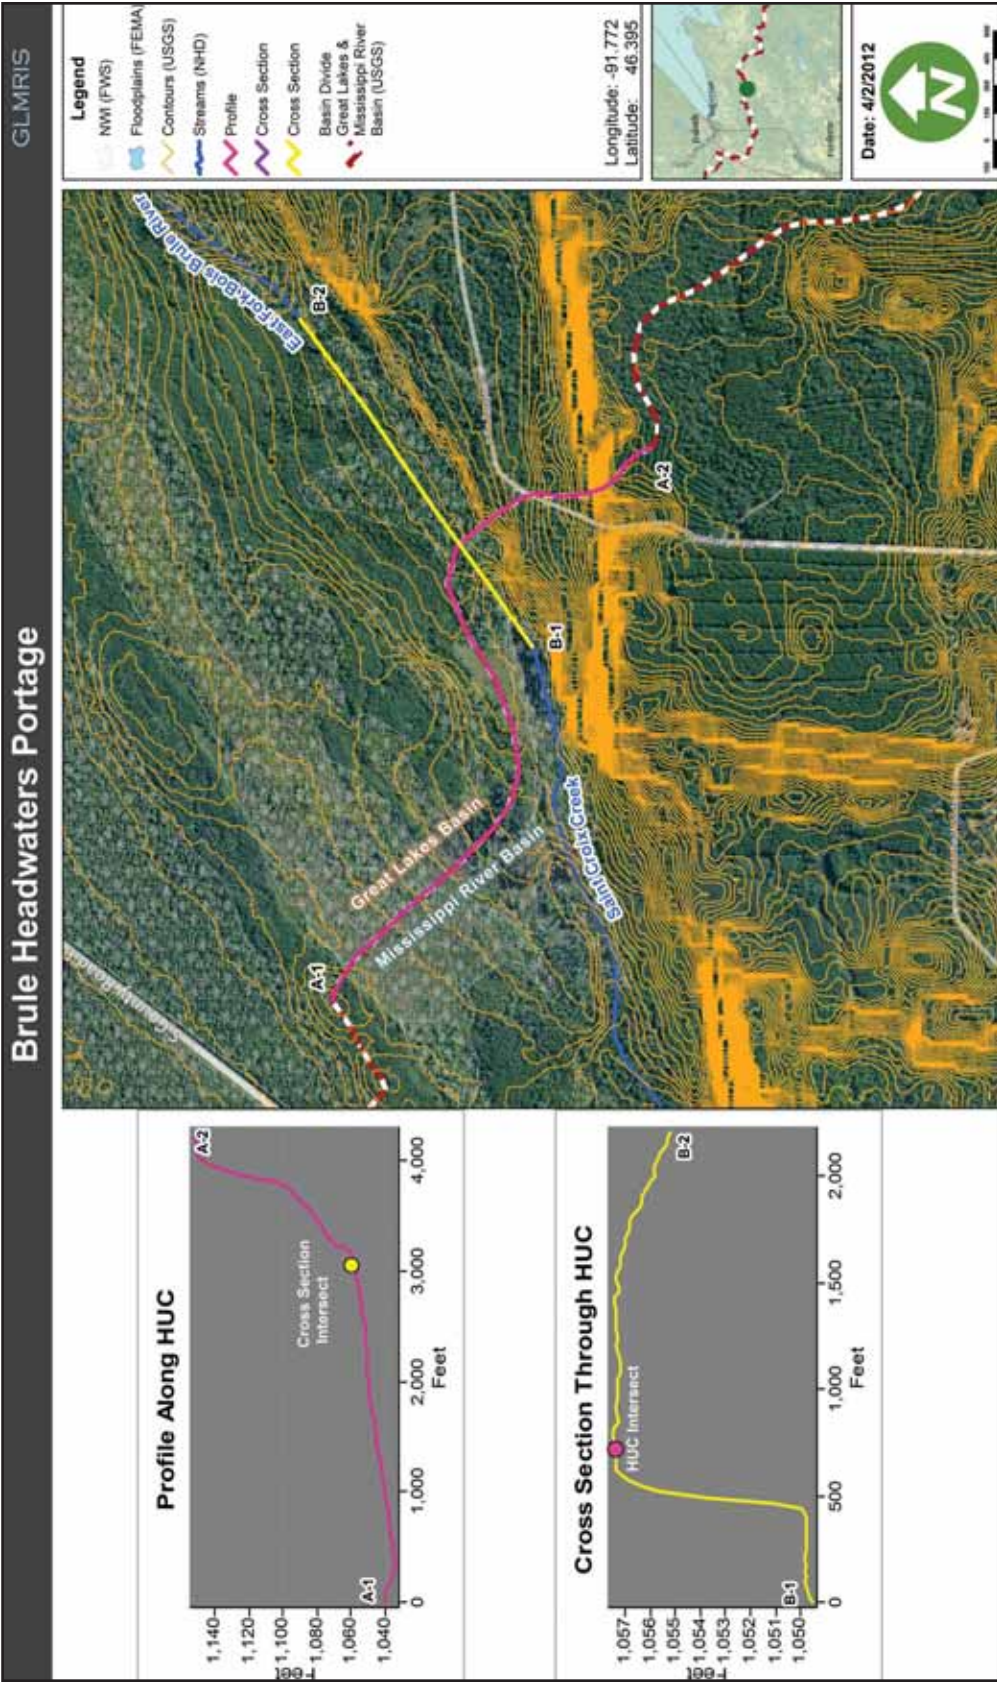 Brule Headwaters Portage
GLMRIS
Profile Along HUC
1,140
1,120
1,100
1,080
1,060
1,040
Feet
A-1
Cross Section
Intersect
A-2
0
1,000
2,000
3,000
4,000
Feet
Cross Section Through HUC
1,057
1,056
1,055
1,054
1,053
1,052
1,051
1,050
Feet
B-1
HUC Intersect
B-2
0
500
1,000
1,500
2,000
Feet
S County Road
A-1
Great Lakes Basin
Mississippi River Basin
Saint Croix Creek
B-1
A-2
B-2
East Fork Bois Brule River
Legend
NWI (FWS)
Floodplains (FEMA)
Contours (USGS)
Streams (NHD)
Profile
Cross Section
Cross Section
Basin Divide
Great Lakes &
Mississippi River
Basin (USGS)
Longitude: -91.772
Latitude: 46.395
Duluth
Superior
Date: 4/2/2012
N